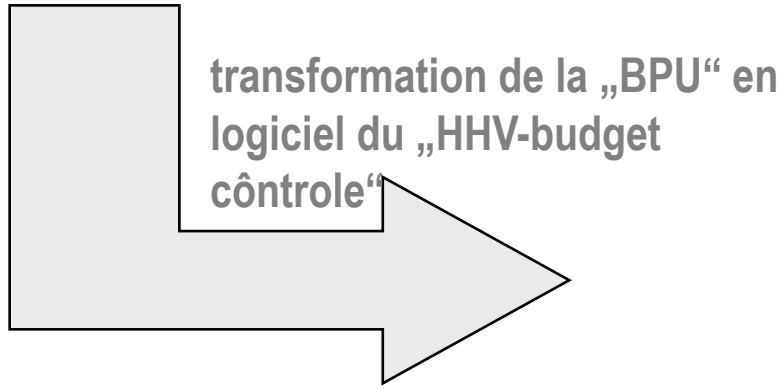 transformation de la „BPU“ en
logiciel du „HHV-budget
côntrole“